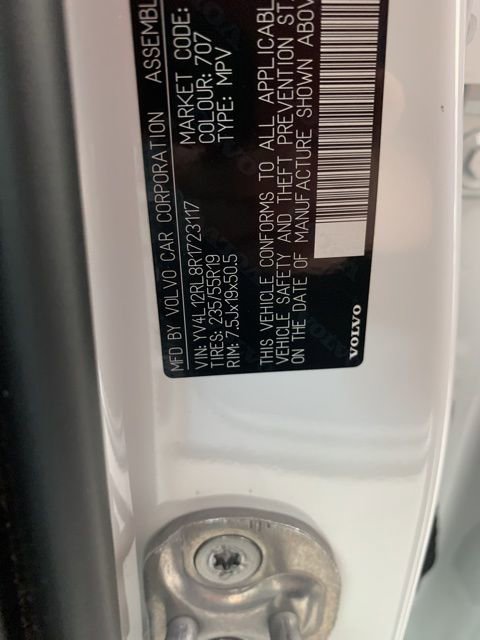 MFD BY VOLVO CAR CORPORATION ASSEMBL
VIN: YV4L12RL8R1723117
TIRES: 235/55R19
RIM: 7.5Jx19x50.5
MARKET CODE:
COLOUR: 707
TYPE: MPV
THIS VEHICLE CONFORMS TO ALL APPLICABL
VEHICLE SAFETY AND THEFT PREVENTION ST
ON THE DATE OF MANUFACTURE SHOWN ABOV
VOLVO